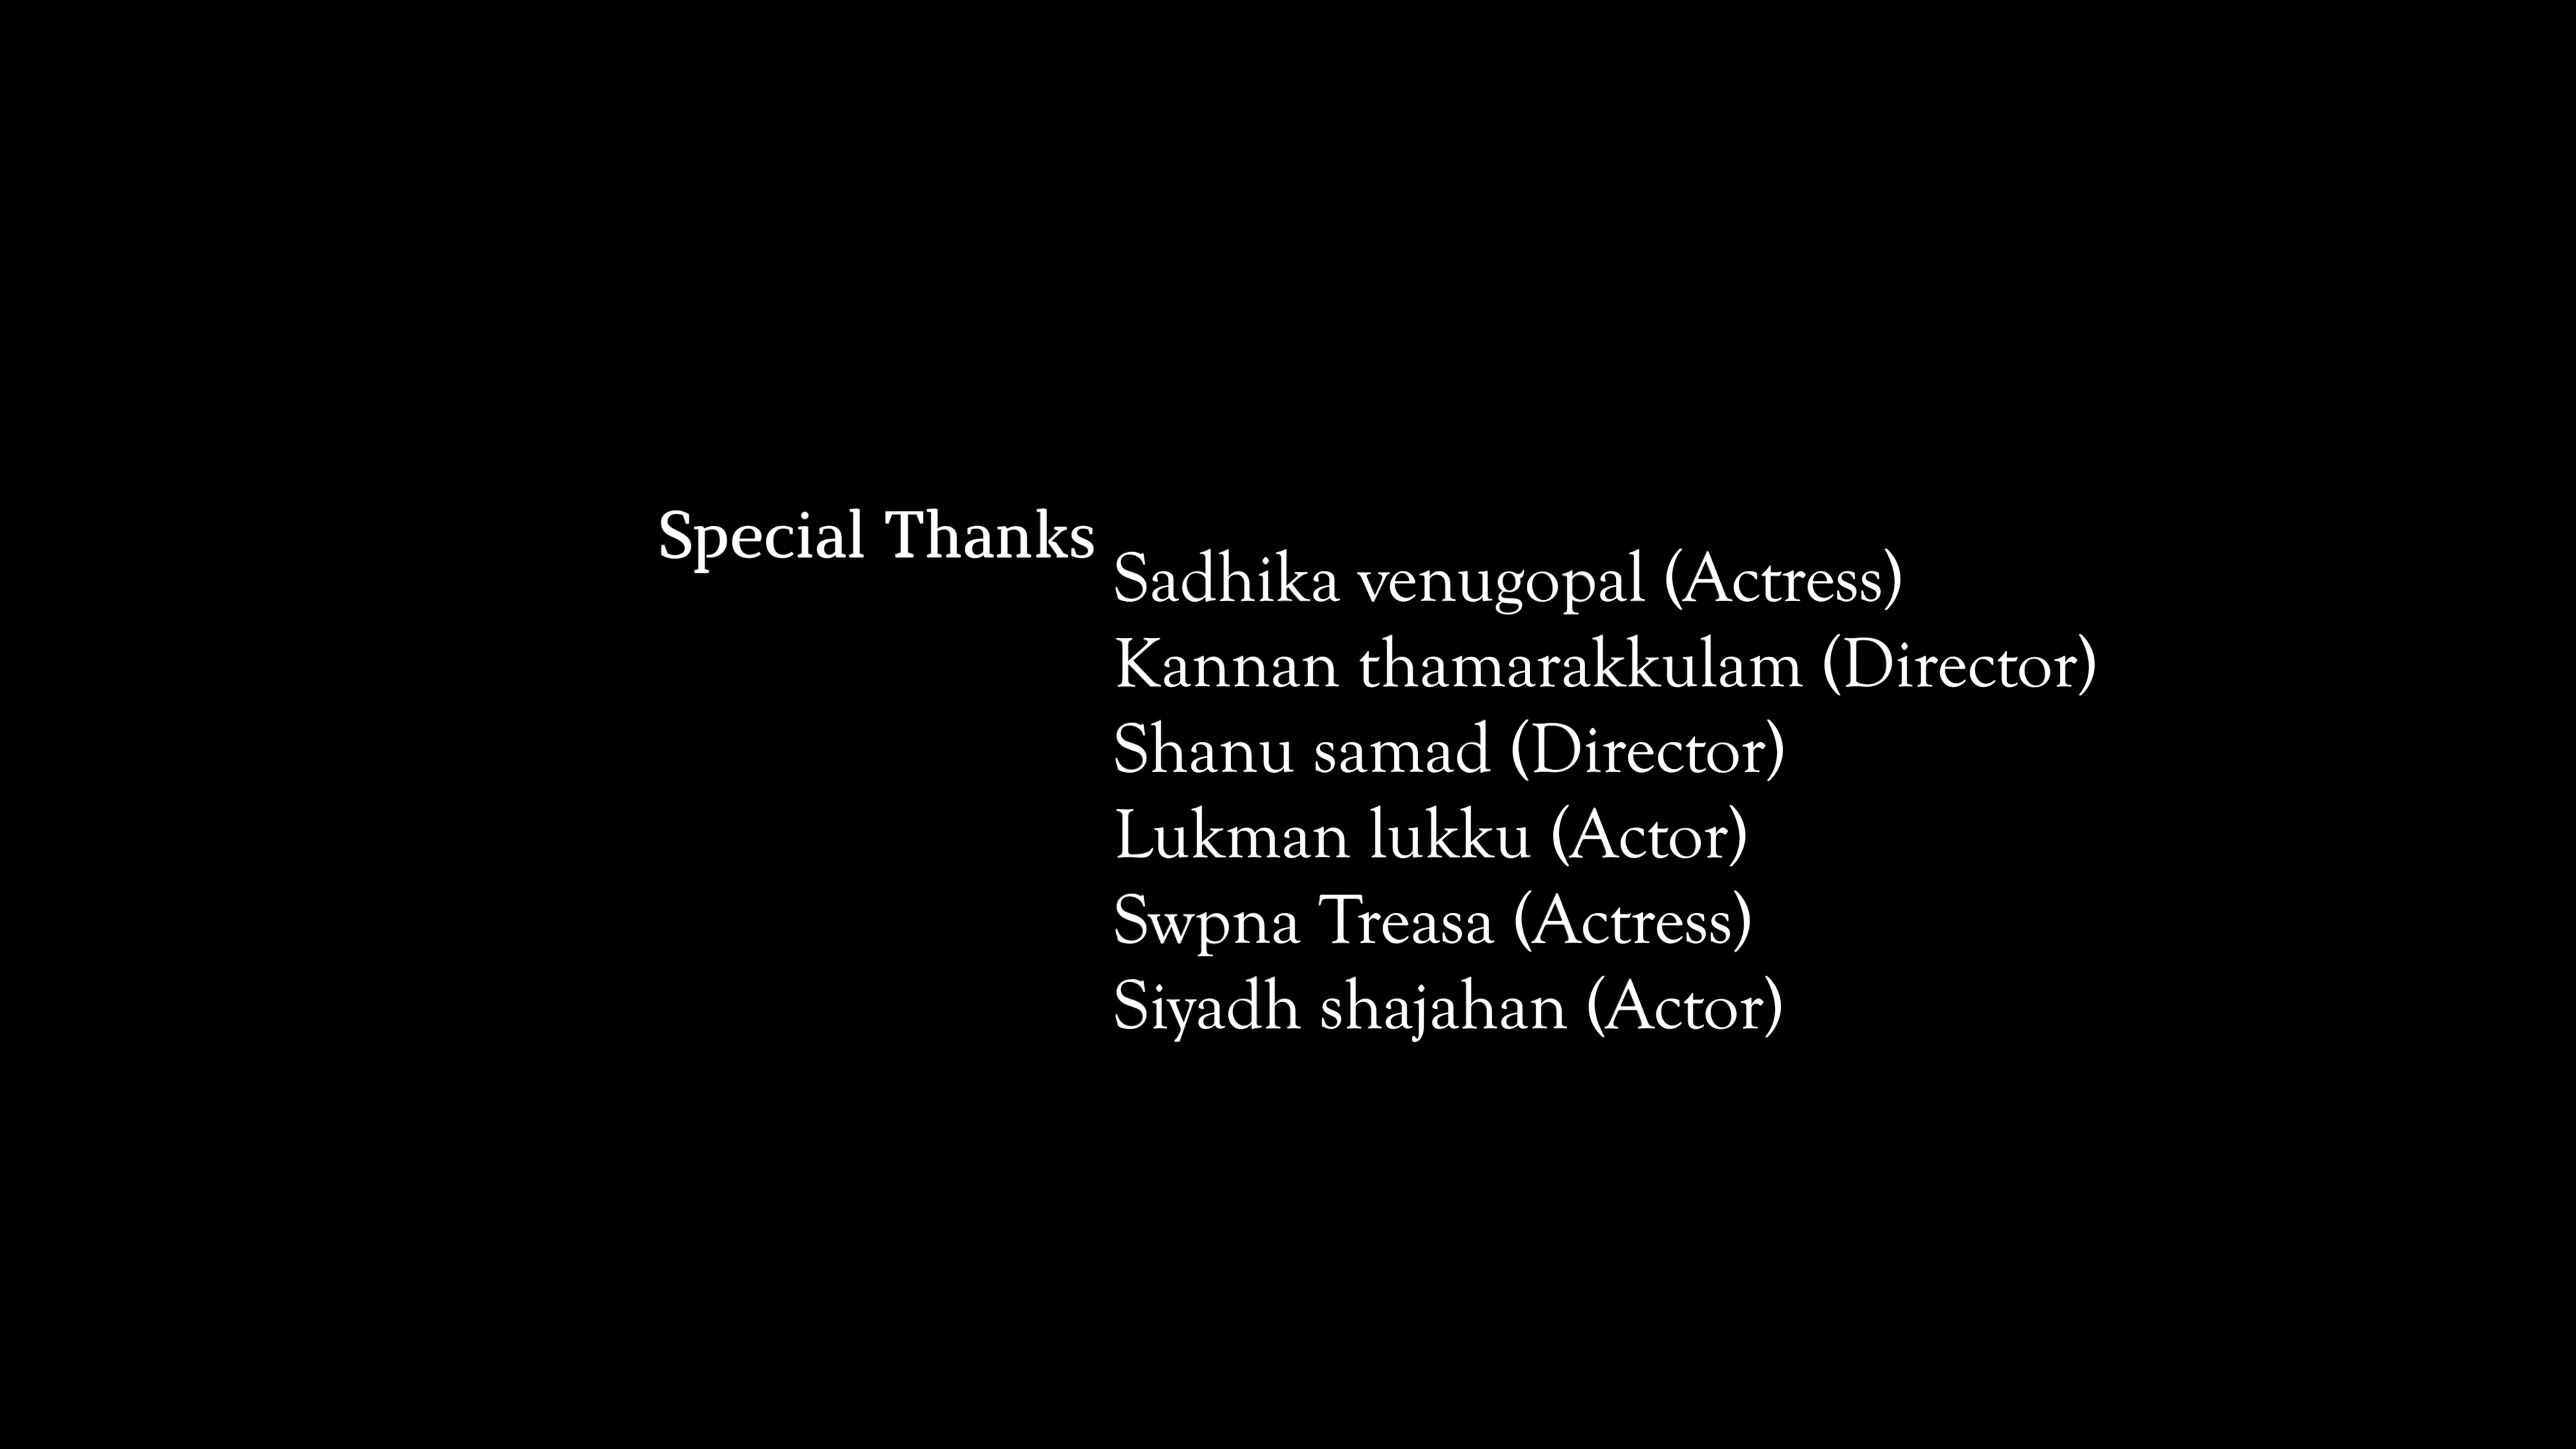 Special Thanks
Sadhika venugopal (Actress)
Kannan thamarakkulam (Director)
Shanu samad (Director)
Lukman lukku (Actor)
Swpna Treasa (Actress)
Siyadh shajahan (Actor)